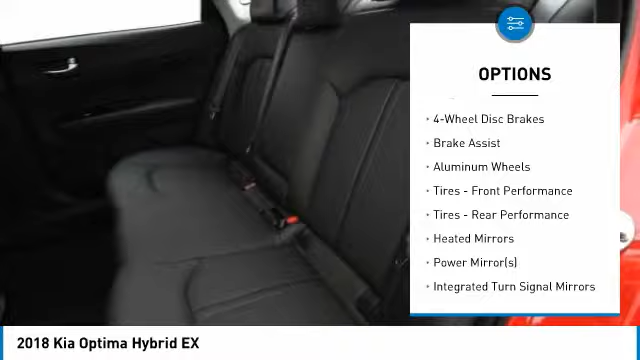 OPTIONS
• 4-Wheel Disc Brakes
• Brake Assist
• Aluminum Wheels
• Tires - Front Performance
• Tires - Rear Performance
• Heated Mirrors
• Power Mirror(s)
• Integrated Turn Signal Mirrors
2018 Kia Optima Hybrid EX